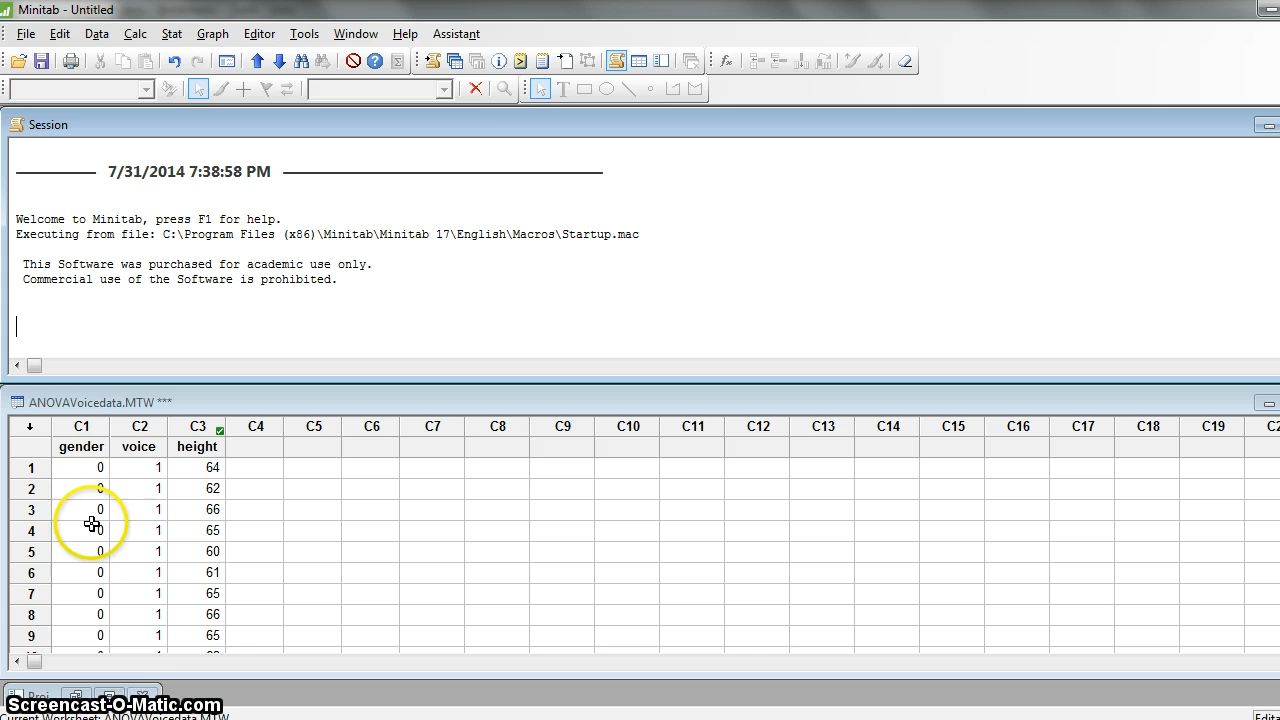 Minitab - Untitled
File Edit Data Calc Stat Graph Editor Tools Window Help Assistant
Session
7/31/2014 7:38:58 PM
Welcome to Minitab, press F1 for help.
Executing from file: C:\Program Files (x86)\Minitab\Minitab 17\English\Macros\Startup.mac
This Software was purchased for academic use only.
Commercial use of the Software is prohibited.
ANOVAVoicedata.MTW ***
C1 C2 C3 C4 C5 C6 C7 C8 C9 C10 C11 C12 C13 C14 C15 C16 C17 C18 C19
gender voice height
1 0 1 64
2 0 1 62
3 0 1 66
4 0 1 65
5 0 1 60
6 0 1 61
7 0 1 65
8 0 1 66
9 0 1 65
Screencast-O-Matic.com
Current Worksheet: ANOVAVoicedata.MTW